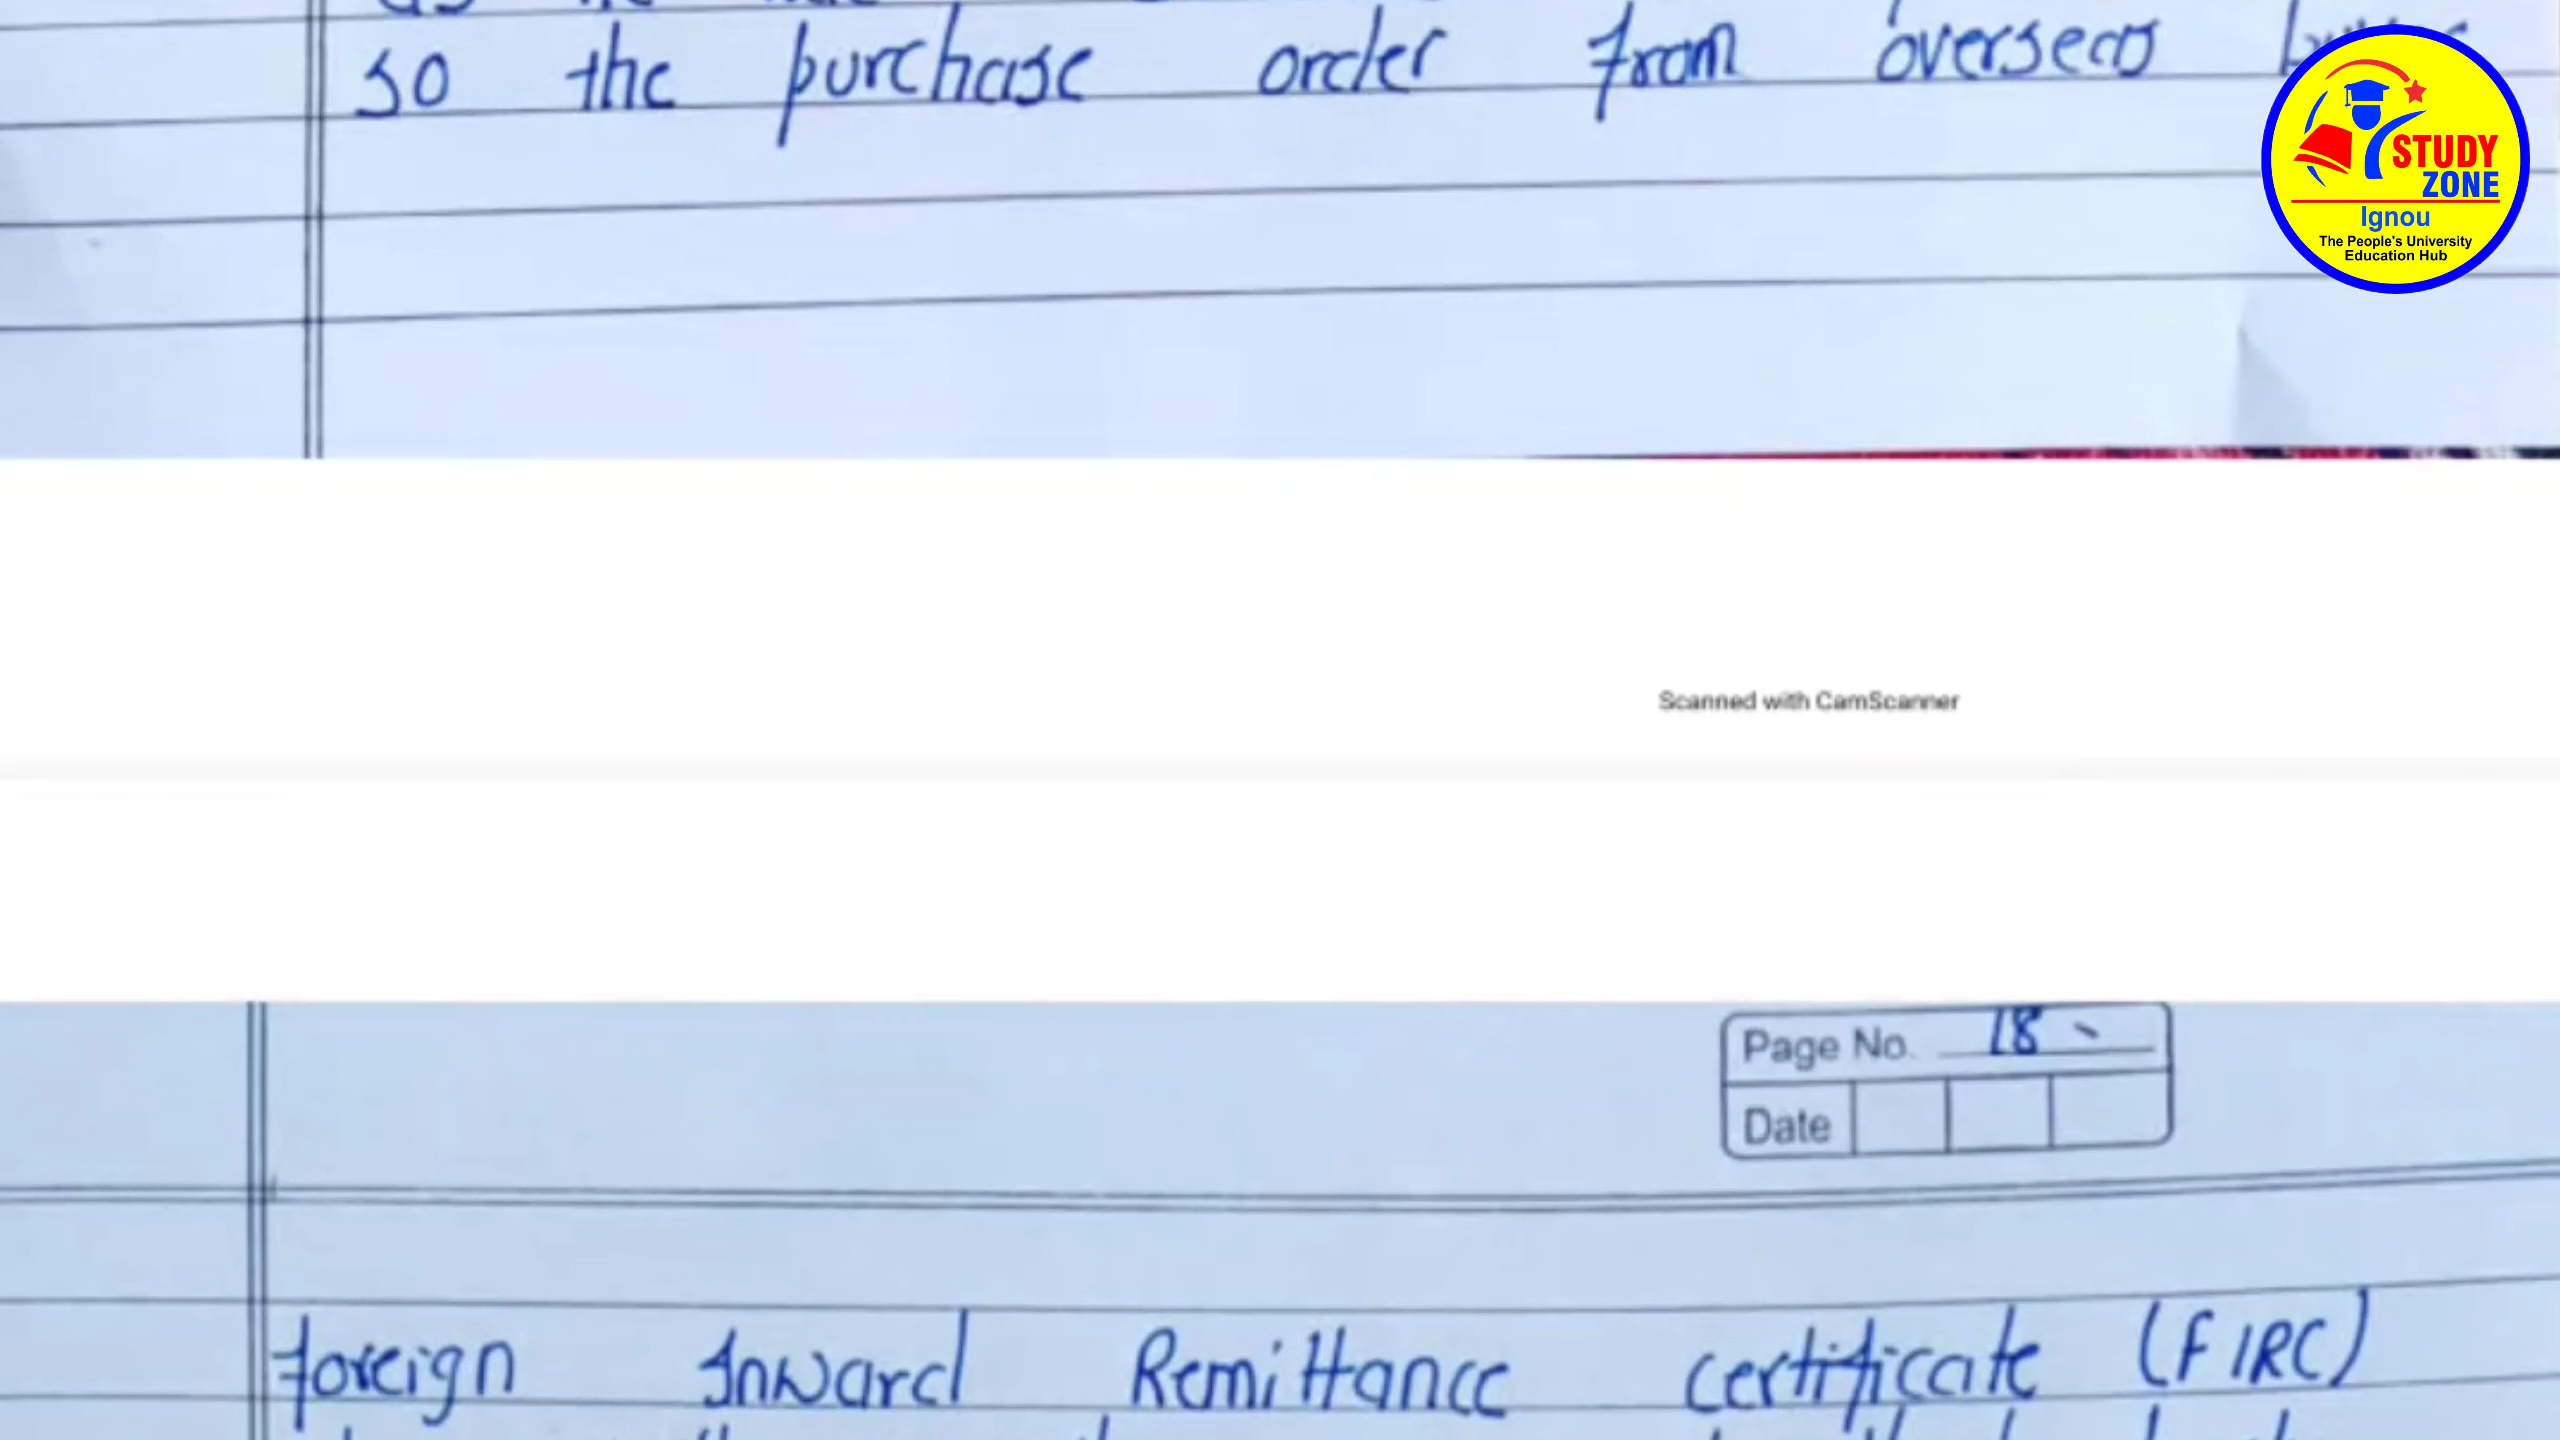 so the purchase order from overseas
STUDY
ZONE
Ignou
The People's University
Education Hub
Scanned with CamScanner
Page No. 18
Date
foreign Inward Remittance certificate (FIRC)